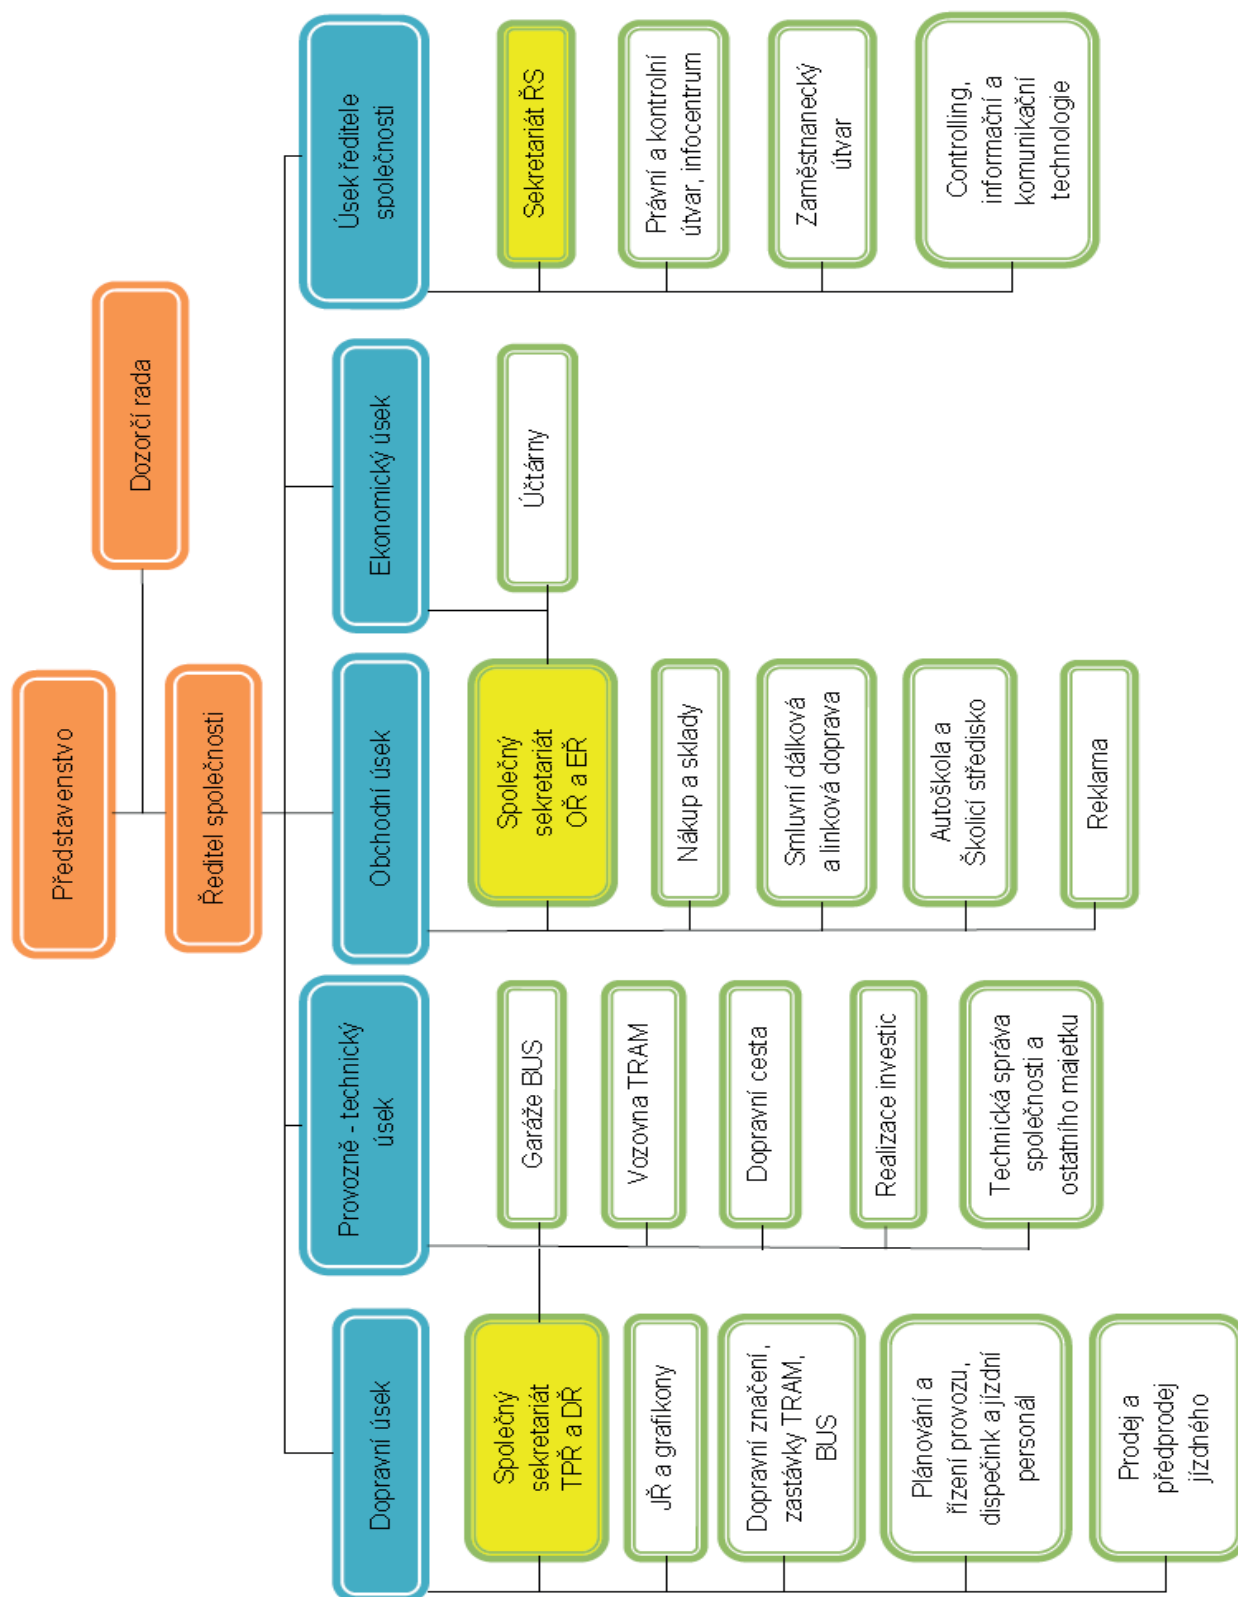 Představenstvo
Dozorčí rada
Ředitel společnosti
Dopravní úsek
Provozně - technický
úsek
Obchodní úsek
Ekonomický úsek
Úsek ředitele
společnosti
Společný
sekretariát
TPŘ a DŘ
JŘ a grafikony
Dopravní značení,
zastávky TRAM,
BUS
Plánování a
řízení provozu,
dispečink a jízdní
personál
Prodej a
předprodej
jízdného
Garáže BUS
Vozovna TRAM
Dopravní cesta
Realizace investic
Technická správa
společnosti a
ostatního majetku
Společný
sekretariát
OŘ a EŘ
Nákup a sklady
Smluvní dálková
a linková doprava
Autoškola a
Školicí středisko
Reklama
Účtárny
Sekretariát ŘS
Právní a kontrolní
útvar, infocentrum
Zaměstnanecký
útvar
Controlling,
informační a
komunikační
technologie